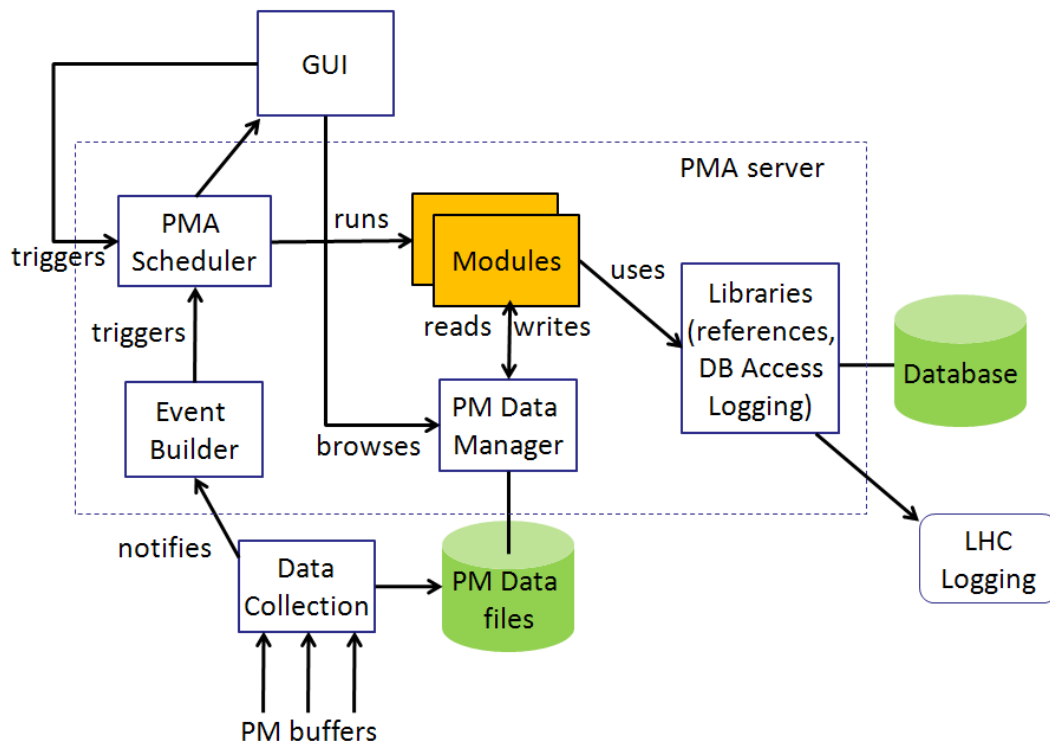 GUI
PMA server
PMA
Scheduler
runs
triggers
Modules
uses
Libraries
(references,
DB Access
Logging)
triggers
reads writes
Database
Event
Builder
PM Data
Manager
browses
notifies
Data
Collection
PM Data
files
LHC
Logging
PM buffers